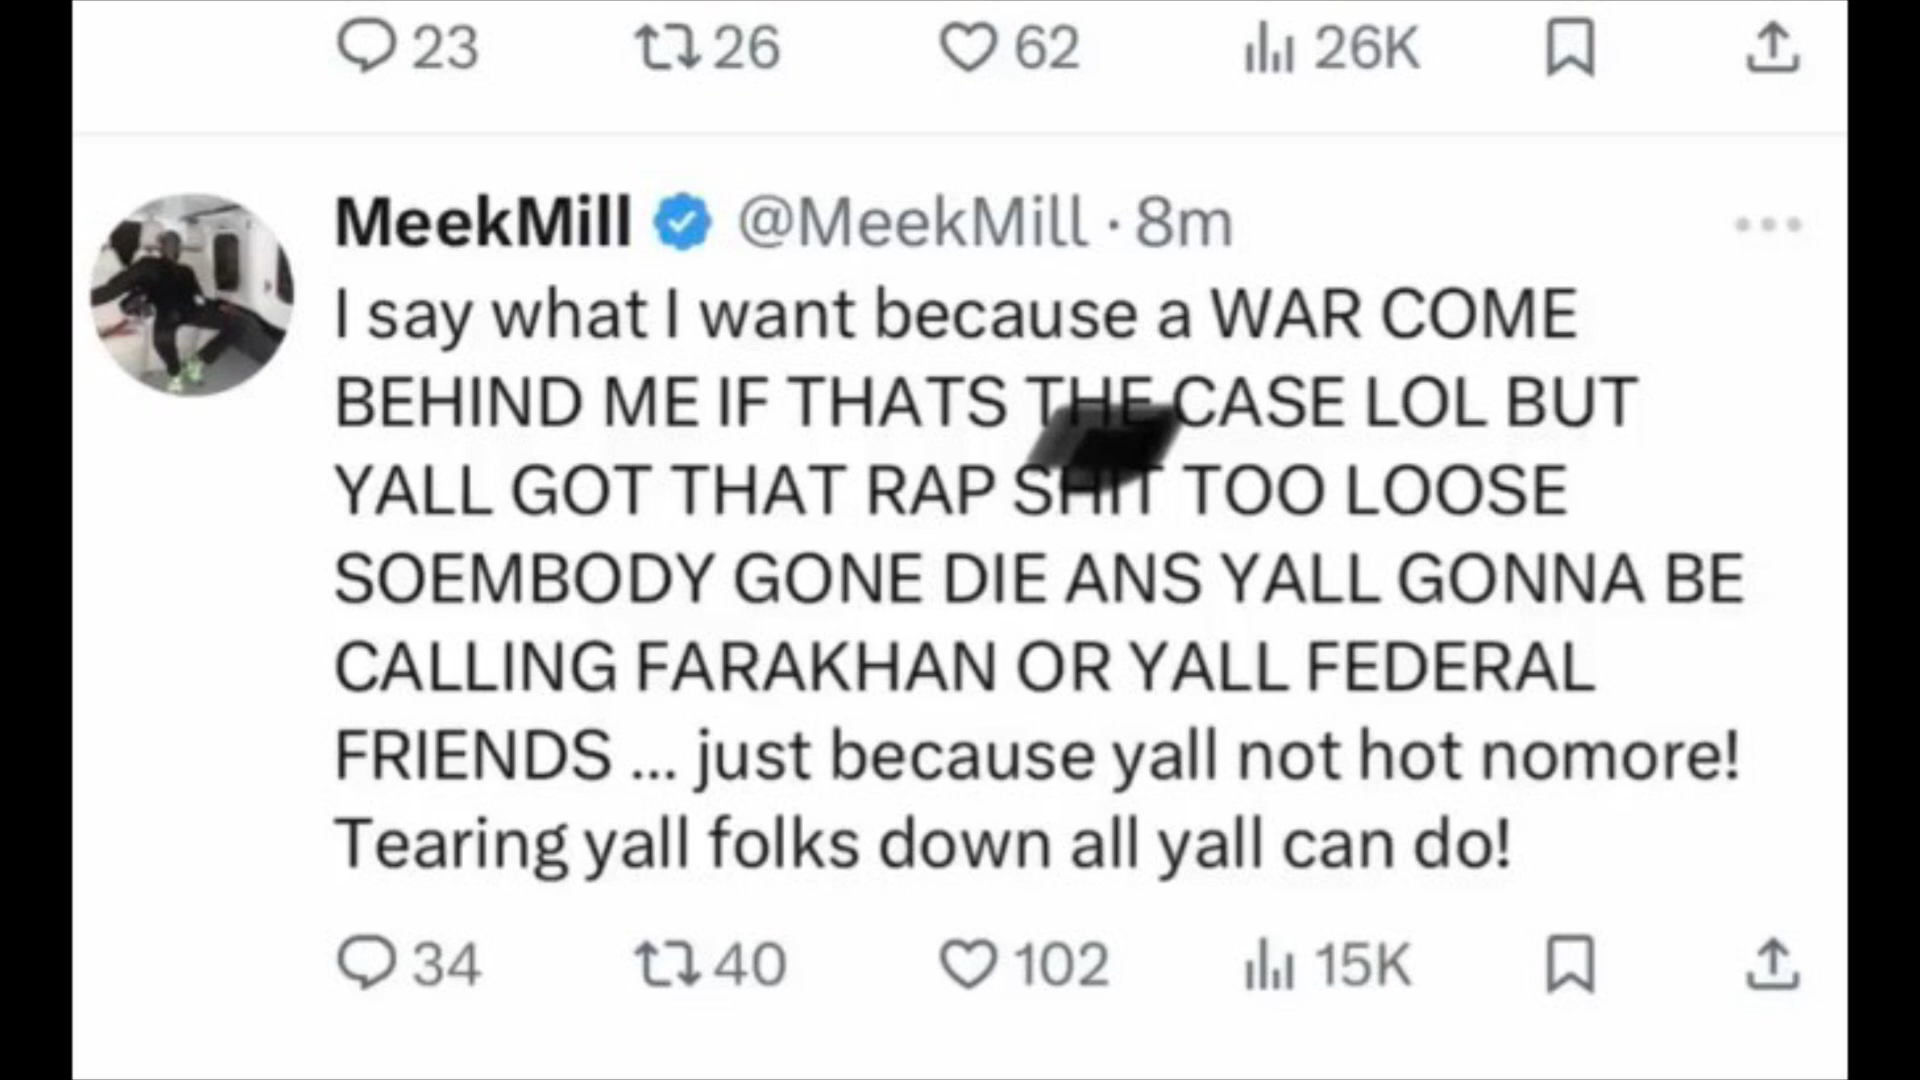 23 26 62 26K
MeekMill @MeekMill · 8m
I say what I want because a WAR COME
BEHIND ME IF THATS THE CASE LOL BUT
YALL GOT THAT RAP SHIT TOO LOOSE
SOEMBODY GONE DIE ANS YALL GONNA BE
CALLING FARAKHAN OR YALL FEDERAL
FRIENDS ... just because yall not hot nomore!
Tearing yall folks down all yall can do!
34 40 102 15K